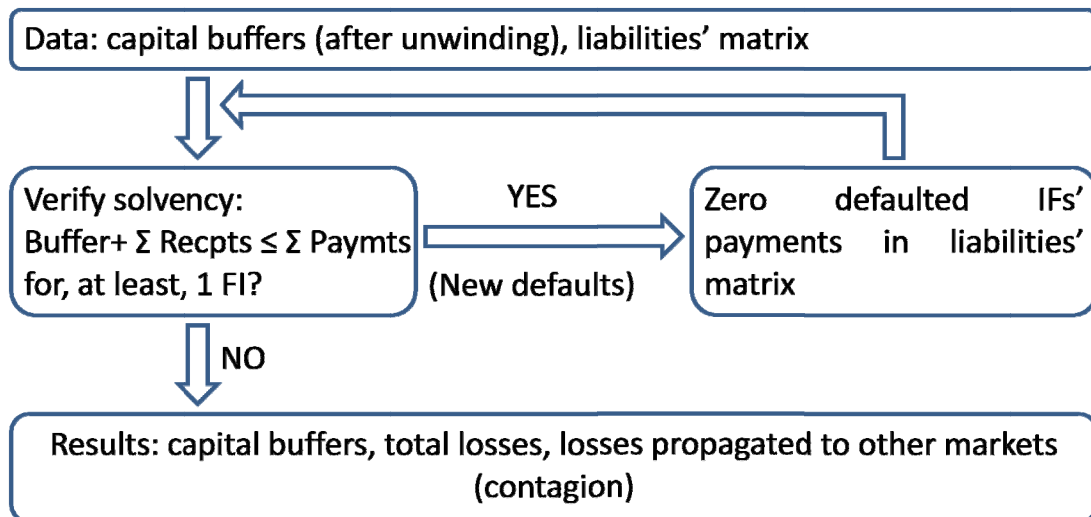 Data: capital buffers (after unwinding), liabilities’ matrix
Verify solvency:
Buffer+ Σ Recpts ≤ Σ Paymts
for, at least, 1 FI?
YES
(New defaults)
Zero defaulted IFs’
payments in liabilities’
matrix
NO
Results: capital buffers, total losses, losses propagated to other markets
(contagion)